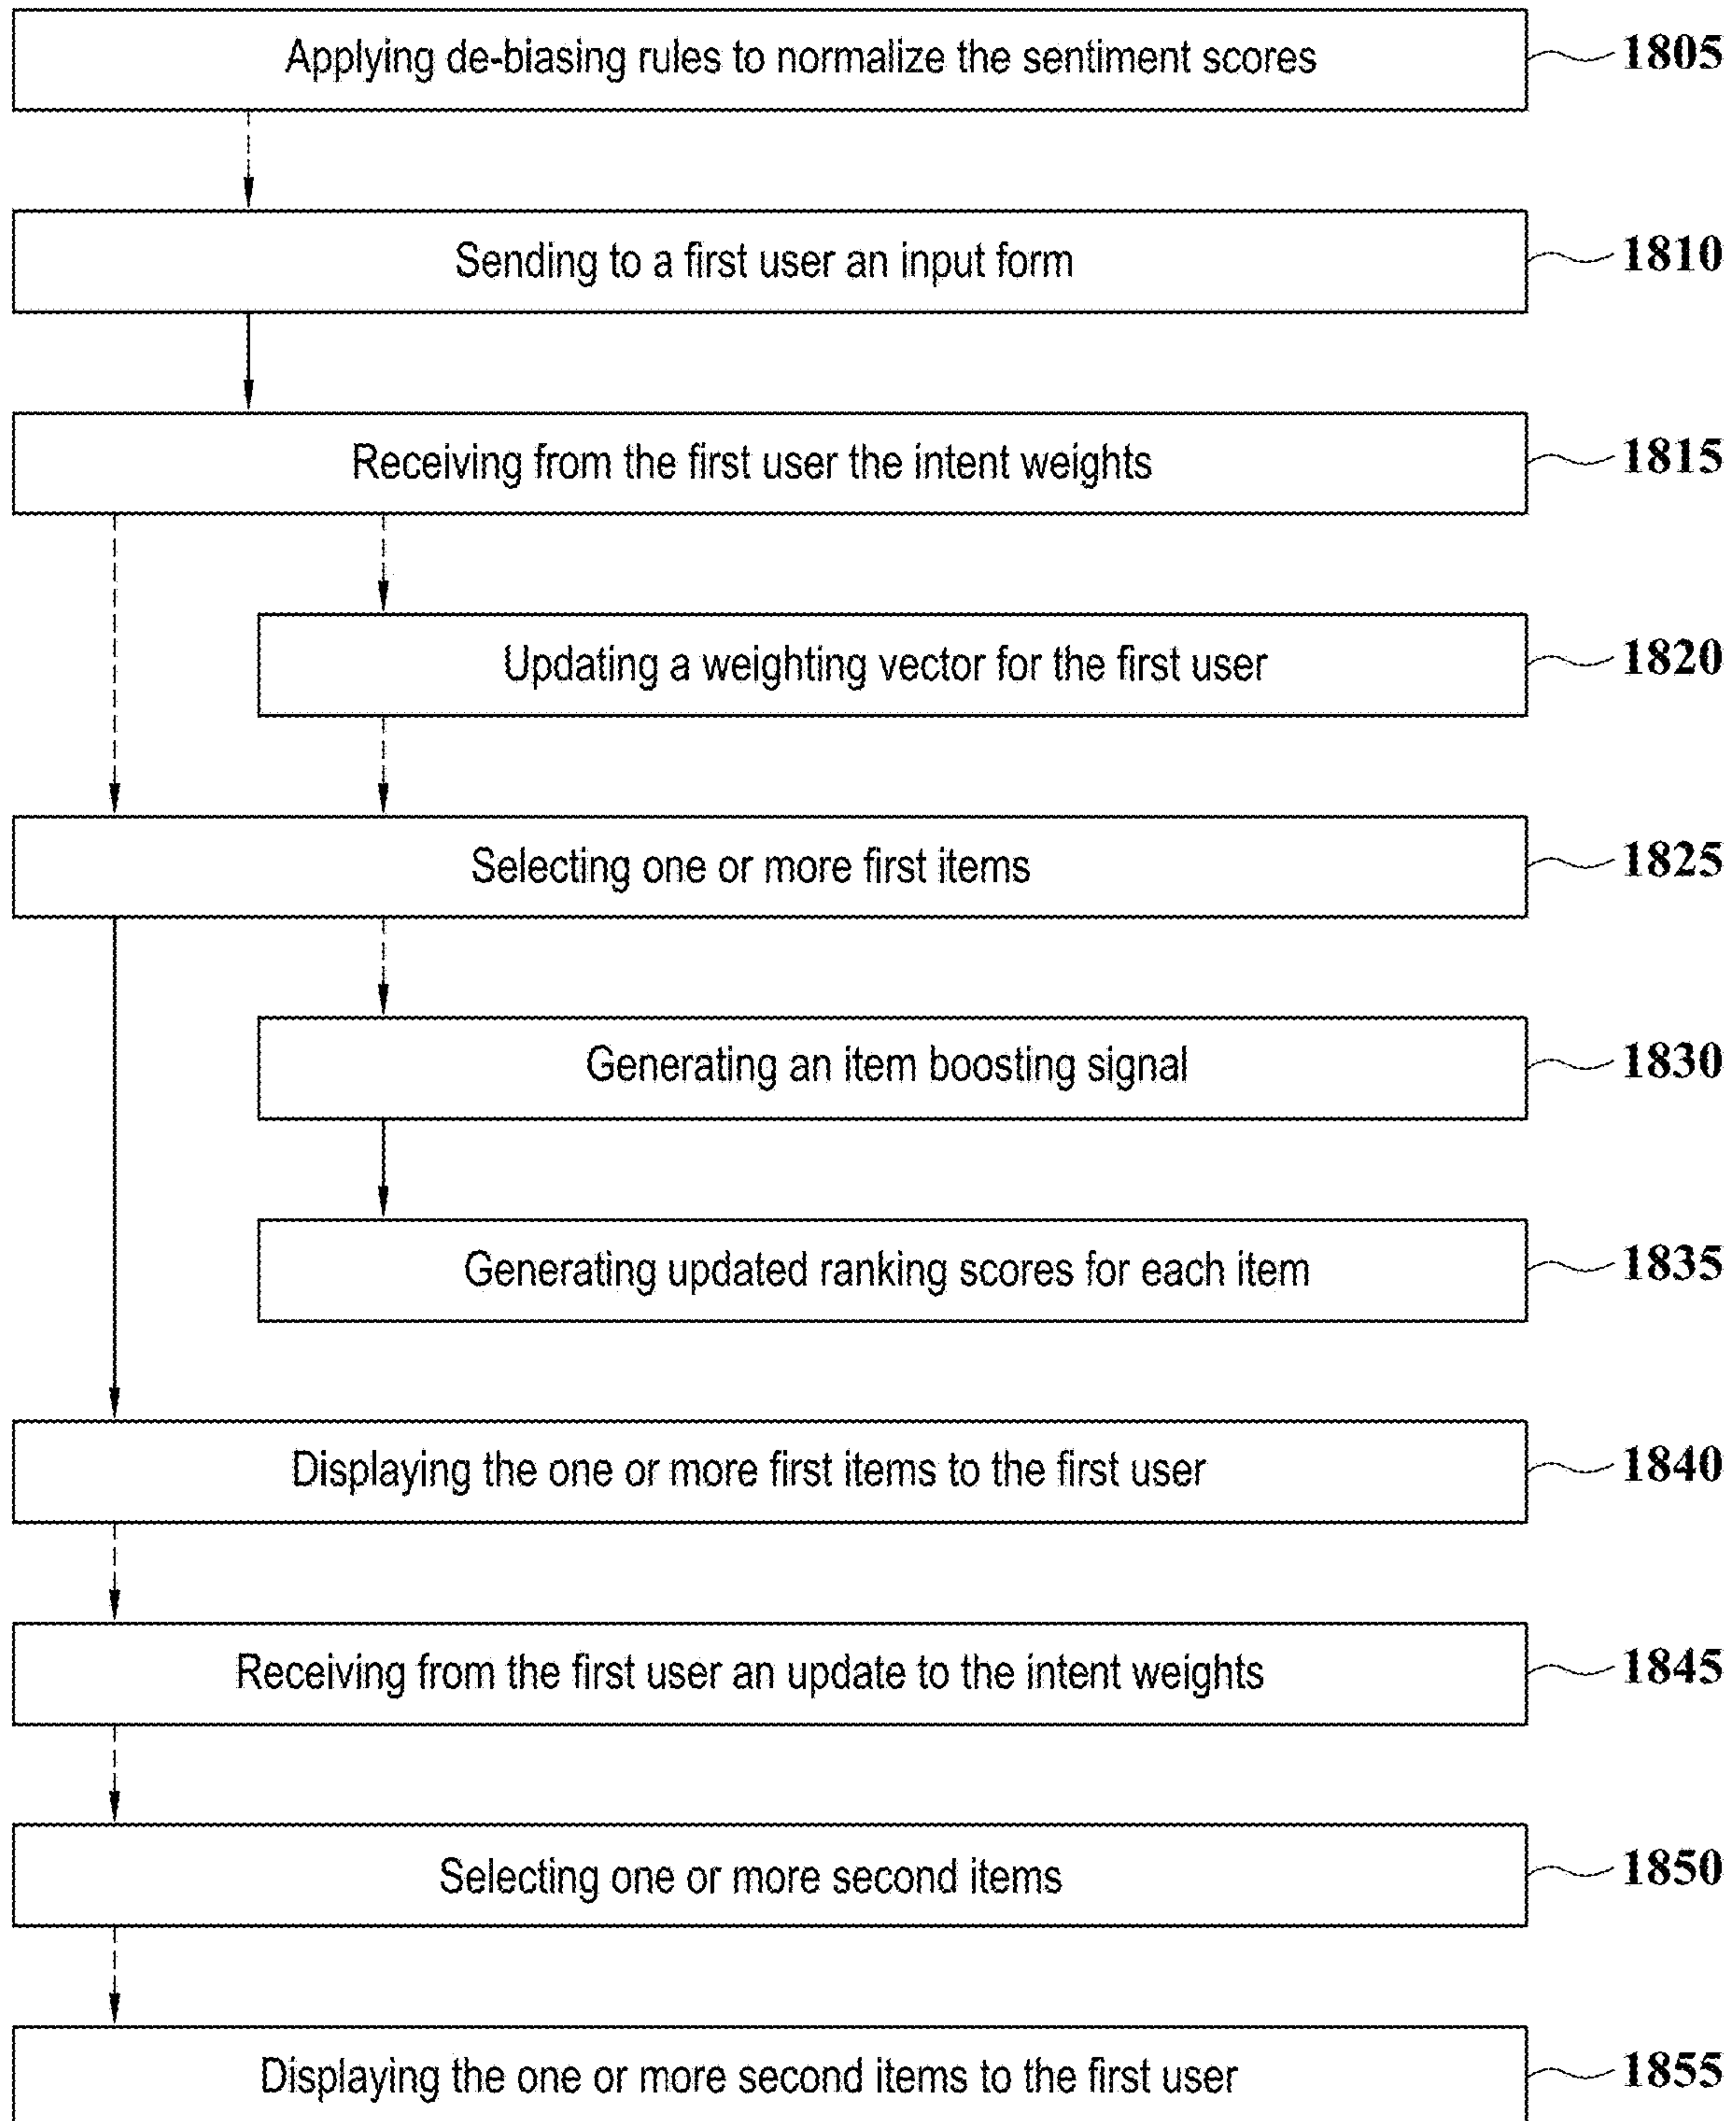 Applying de-biasing rules to normalize the sentiment scores 1805
Sending to a first user an input form 1810
Receiving from the first user the intent weights 1815
Updating a weighting vector for the first user 1820
Selecting one or more first items 1825
Generating an item boosting signal 1830
Generating updated ranking scores for each item 1835
Displaying the one or more first items to the first user 1840
Receiving from the first user an update to the intent weights 1845
Selecting one or more second items 1850
Displaying the one or more second items to the first user 1855